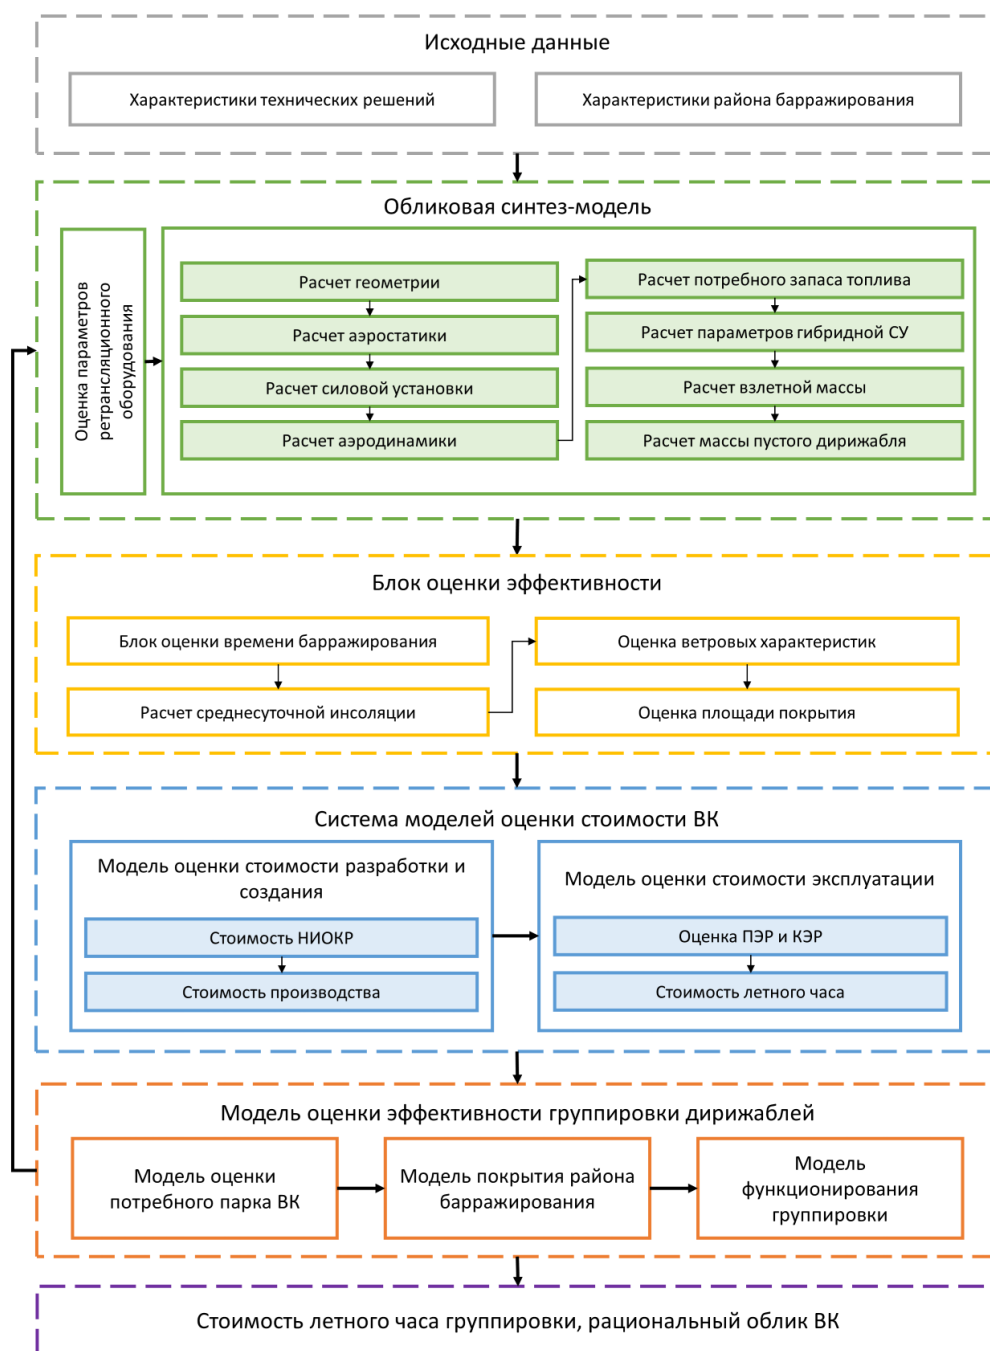 Исходные данные
Характеристики технических решений
Характеристики района барражирования
Обликовая синтез-модель
Оценка параметров
ретрансляционного
оборудования
Расчет геометрии
Расчет аэростатики
Расчет силовой установки
Расчет аэродинамики
Расчет потребного запаса топлива
Расчет параметров гибридной СУ
Расчет взлетной массы
Расчет массы пустого дирижабля
Блок оценки эффективности
Блок оценки времени барражирования
Расчет среднесуточной инсоляции
Оценка ветровых характеристик
Оценка площади покрытия
Система моделей оценки стоимости ВК
Модель оценки стоимости разработки и
создания
Стоимость НИОКР
Стоимость производства
Модель оценки стоимости эксплуатации
Оценка ПЭР и КЭР
Стоимость летного часа
Модель оценки эффективности группировки дирижаблей
Модель оценки
потребного парка ВК
Модель покрытия района
барражирования
Модель
функционирования
группировки
Стоимость летного часа группировки, рациональный облик ВК